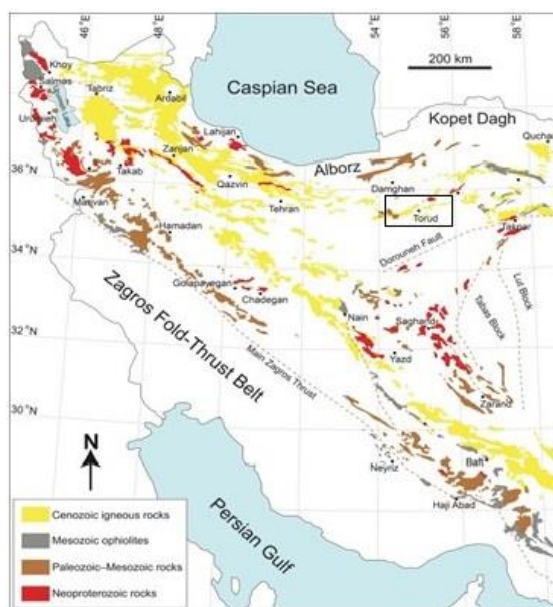 46°E
48°E
54°E
56°E
58°E
200 km
Khoy
Salmas
Tabriz
Ardabil
Caspian Sea
Kopet Dagh
Lahijan
Quchan
36°N
Takab
Zanjan
Qazvin
Alborz
Damghan
Tehran
Torud
Marivan
Hamadan
Dorouneh Fault
Taknar
34°N
Golapayegan
Chadegan
Zagros Fold-Thrust Belt
Main Zagros Thrust
Nain
Saghand
Tabas Block
Lut Block
32°N
Yazd
Zarand
30°N
N
Neyriz
Baft
Haji Abad
Persian Gulf
Cenozoic igneous rocks
Mesozoic ophiolites
Paleozoic–Mesozoic rocks
Neoproterozoic rocks